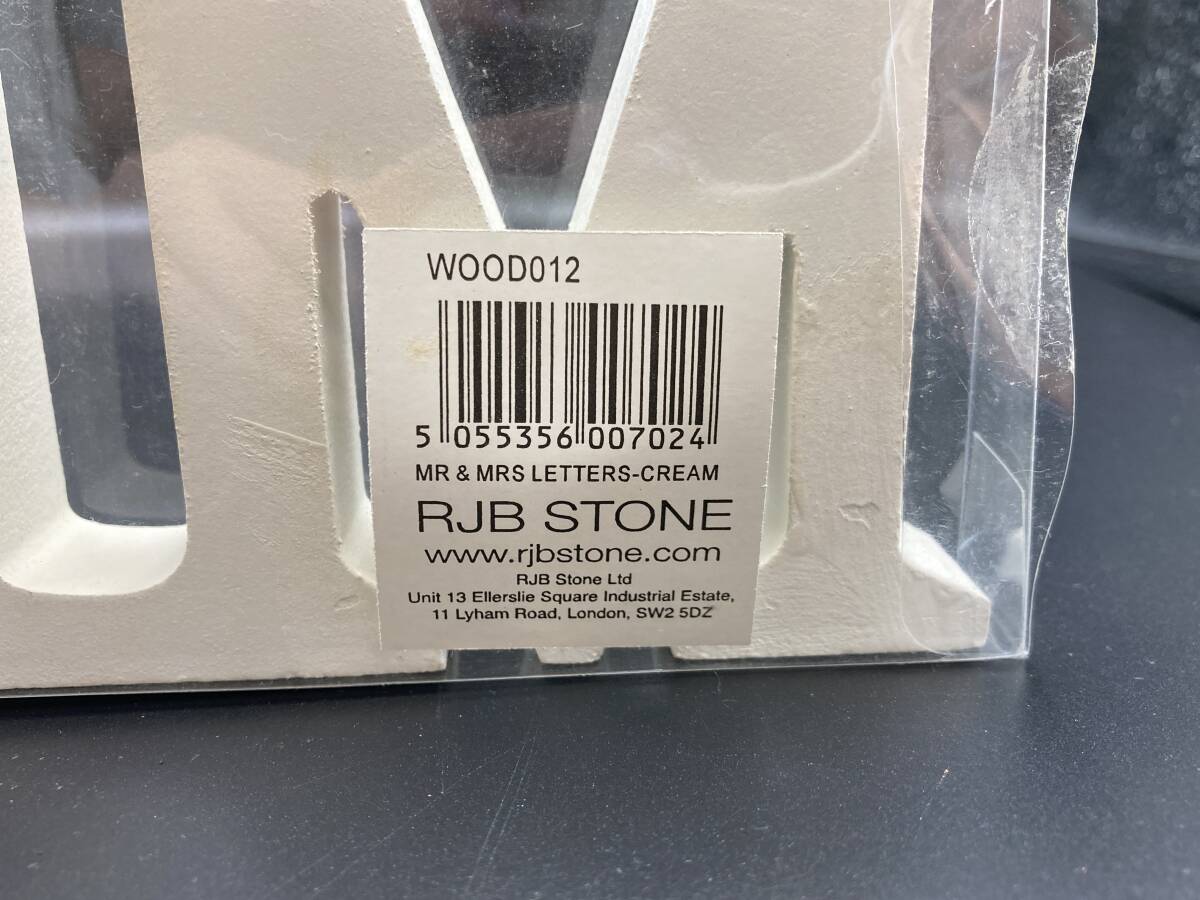 WOOD012
5 055356 007024
MR & MRS LETTERS-CREAM
RJB STONE
www.rjbstone.com
RJB Stone Ltd
Unit 13 Ellerslie Square Industrial Estate,
11 Lyham Road, London, SW2 5DZ